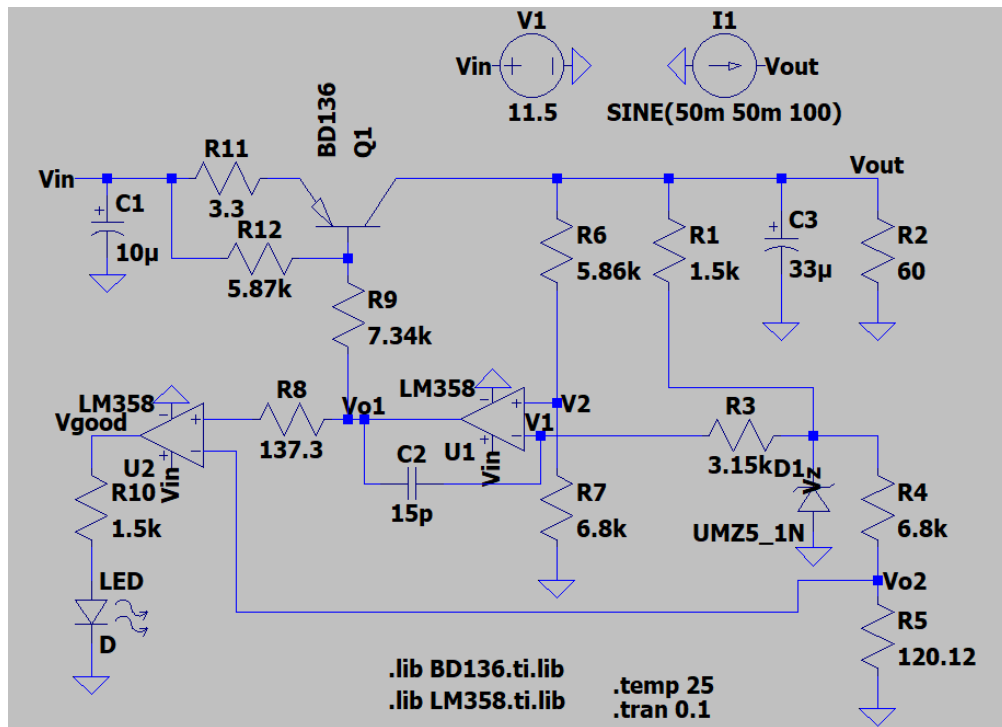 V1
Vin
+ −
11.5
I1
Vout
SINE(50m 50m 100)
BD136
Q1
Vin
R11
3.3
Vout
+
C1
10µ
R12
5.87k
R6
5.86k
R1
1.5k
+
C3
33µ
R2
60
R9
7.34k
LM358
Vgood
R8
137.3
Vo1
LM358
V2
V1
U1
Vin
U2
Vin
C2
15p
R3
3.15k
D1
Vz
UMZ5_1N
R4
6.8k
R10
1.5k
R7
6.8k
LED
D
Vo2
R5
120.12
.lib BD136.ti.lib
.lib LM358.ti.lib
.temp 25
.tran 0.1